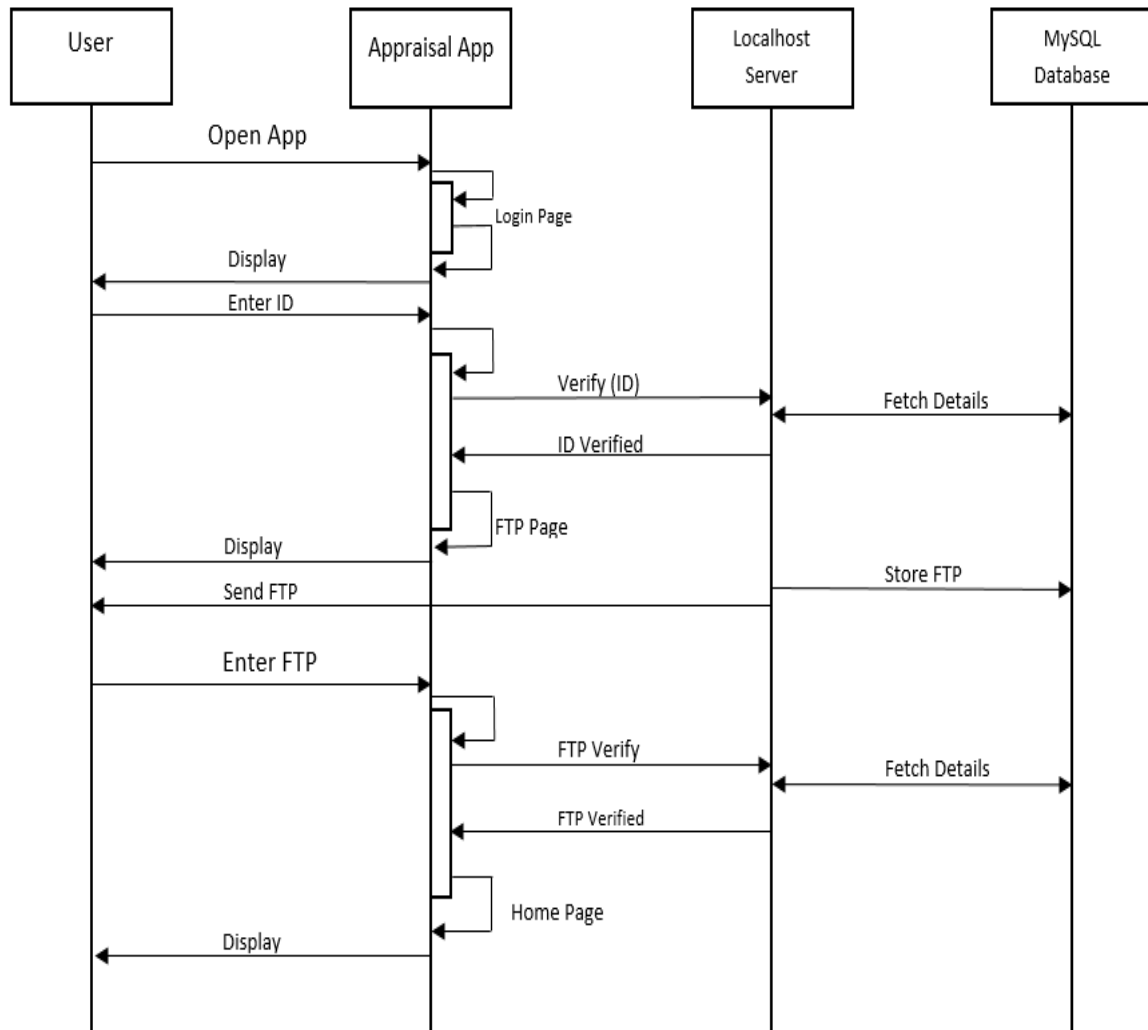 User
Appraisal App
Localhost
Server
MySQL
Database
Open App
Login Page
Display
Enter ID
Verify (ID)
Fetch Details
ID Verified
FTP Page
Display
Store FTP
Send FTP
Enter FTP
FTP Verify
Fetch Details
FTP Verified
Home Page
Display